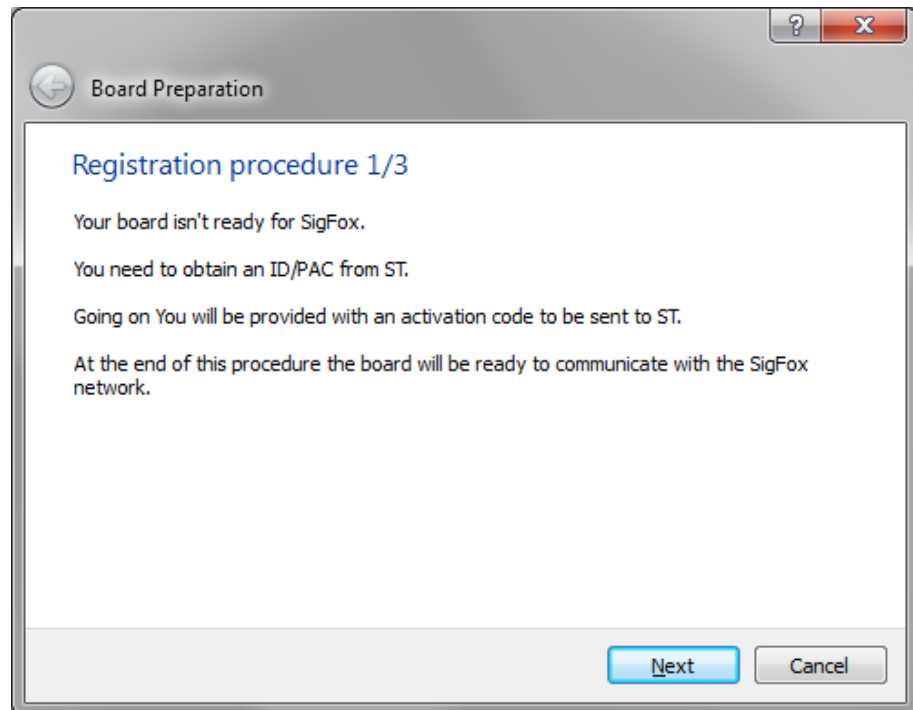 ?
Board Preparation
Registration procedure 1/3
Your board isn't ready for SigFox.
You need to obtain an ID/PAC from ST.
Going on You will be provided with an activation code to be sent to ST.
At the end of this procedure the board will be ready to communicate with the SigFox
network.
Next
Cancel